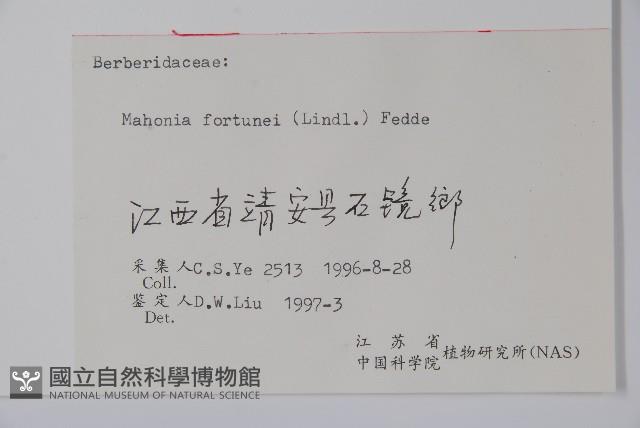 Berberidaceae:
Mahonia fortunei (Lindl.) Fedde
江西省靖安县石镜鄉
采集人C.S.Ye 2513 1996-8-28
Coll.
鉴定人D.W.Liu 1997-3
Det.
江苏省
中国科学院植物研究所(NAS)
國立自然科學博物館
NATIONAL MUSEUM OF NATURAL SCIENCE